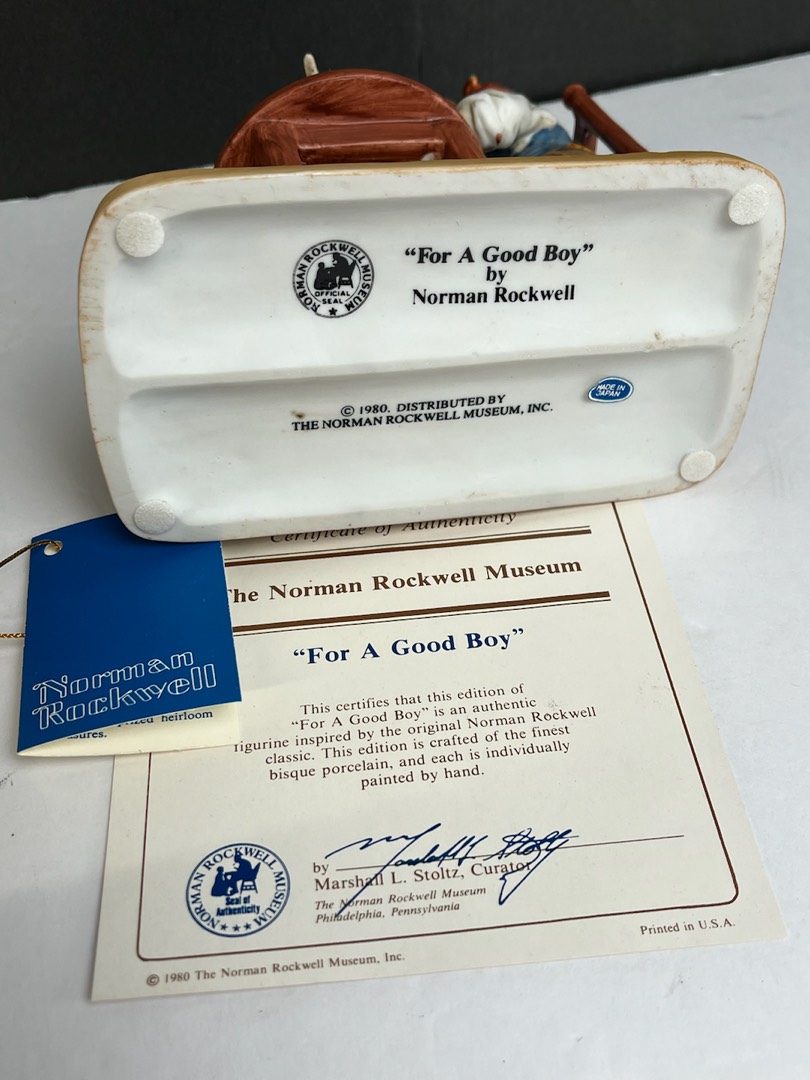 NORMAN ROCKWELL MUSEUM
OFFICIAL
SEAL
“For A Good Boy”
by
Norman Rockwell
MADE IN
JAPAN
© 1980. DISTRIBUTED BY
THE NORMAN ROCKWELL MUSEUM, INC.
Certificate of Authenticity
The Norman Rockwell Museum
“For A Good Boy”
This certifies that this edition of
“For A Good Boy” is an authentic
figurine inspired by the original Norman Rockwell
classic. This edition is crafted of the finest
bisque porcelain, and each is individually
painted by hand.
Norman
Rockwell
heirloom
NORMAN ROCKWELL MUSEUM
Seal of
Authenticity
by
Marshall L. Stoltz, Curator
The Norman Rockwell Museum
Philadelphia, Pennsylvania
Printed in U.S.A.
© 1980 The Norman Rockwell Museum, Inc.